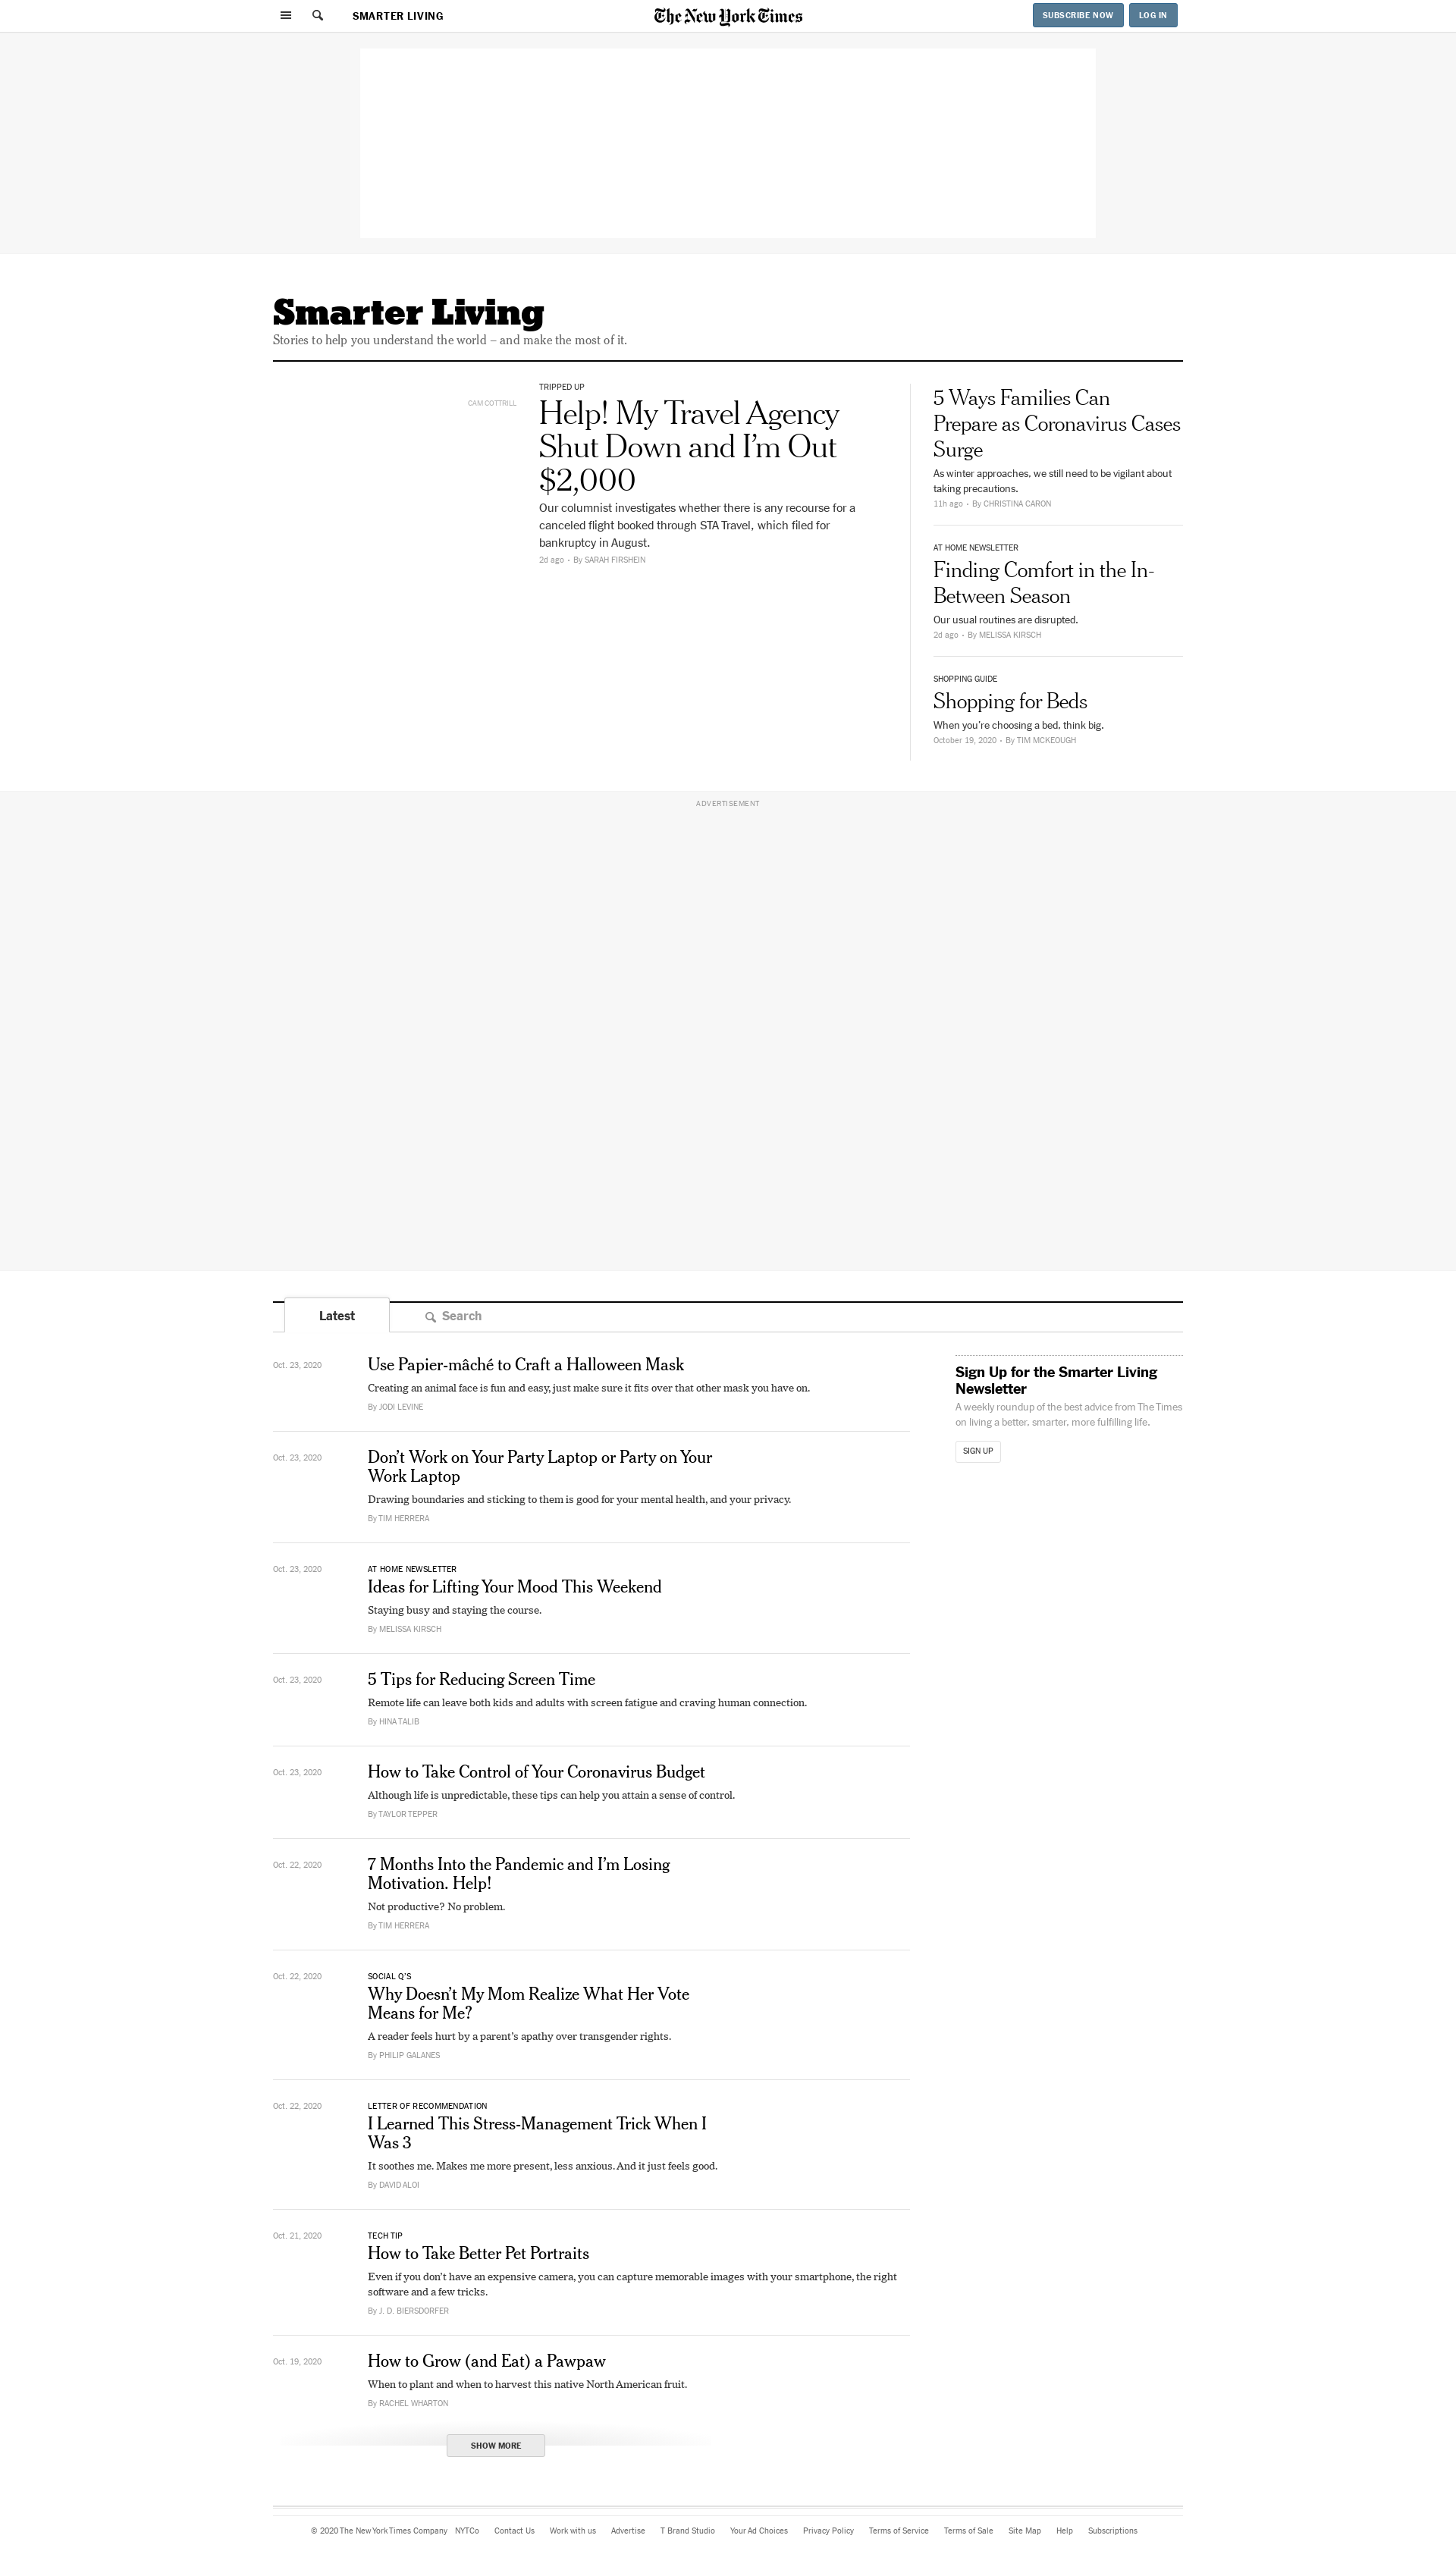 SMARTER LIVING
The New York Times
SUBSCRIBE NOW
LOG IN
Smarter Living
Stories to help you understand the world – and make the most of it.
CAM COTTRILL
TRIPPED UP
Help! My Travel Agency
Shut Down and I’m Out
$2,000
Our columnist investigates whether there is any recourse for a
canceled flight booked through STA Travel, which filed for
bankruptcy in August.
2d ago • By SARAH FIRSHEIN
5 Ways Families Can
Prepare as Coronavirus Cases
Surge
As winter approaches, we still need to be vigilant about
taking precautions.
11h ago • By CHRISTINA CARON
AT HOME NEWSLETTER
Finding Comfort in the In-
Between Season
Our usual routines are disrupted.
2d ago • By MELISSA KIRSCH
SHOPPING GUIDE
Shopping for Beds
When you’re choosing a bed, think big.
October 19, 2020 • By TIM MCKEOUGH
ADVERTISEMENT
Latest
Search
Oct. 23, 2020
Use Papier-mâché to Craft a Halloween Mask
Creating an animal face is fun and easy, just make sure it fits over that other mask you have on.
By JODI LEVINE
Oct. 23, 2020
Don’t Work on Your Party Laptop or Party on Your
Work Laptop
Drawing boundaries and sticking to them is good for your mental health, and your privacy.
By TIM HERRERA
Oct. 23, 2020
AT HOME NEWSLETTER
Ideas for Lifting Your Mood This Weekend
Staying busy and staying the course.
By MELISSA KIRSCH
Oct. 23, 2020
5 Tips for Reducing Screen Time
Remote life can leave both kids and adults with screen fatigue and craving human connection.
By HINA TALIB
Oct. 23, 2020
How to Take Control of Your Coronavirus Budget
Although life is unpredictable, these tips can help you attain a sense of control.
By TAYLOR TEPPER
Oct. 22, 2020
7 Months Into the Pandemic and I’m Losing
Motivation. Help!
Not productive? No problem.
By TIM HERRERA
Oct. 22, 2020
SOCIAL Q’S
Why Doesn’t My Mom Realize What Her Vote
Means for Me?
A reader feels hurt by a parent’s apathy over transgender rights.
By PHILIP GALANES
Oct. 22, 2020
LETTER OF RECOMMENDATION
I Learned This Stress-Management Trick When I
Was 3
It soothes me. Makes me more present, less anxious. And it just feels good.
By DAVID ALOI
Oct. 21, 2020
TECH TIP
How to Take Better Pet Portraits
Even if you don’t have an expensive camera, you can capture memorable images with your smartphone, the right
software and a few tricks.
By J. D. BIERSDORFER
Oct. 19, 2020
How to Grow (and Eat) a Pawpaw
When to plant and when to harvest this native North American fruit.
By RACHEL WHARTON
SHOW MORE
Sign Up for the Smarter Living
Newsletter
A weekly roundup of the best advice from The Times
on living a better, smarter, more fulfilling life.
SIGN UP
© 2020 The New York Times Company NYTCo Contact Us Work with us Advertise T Brand Studio Your Ad Choices Privacy Policy Terms of Service Terms of Sale Site Map Help Subscriptions